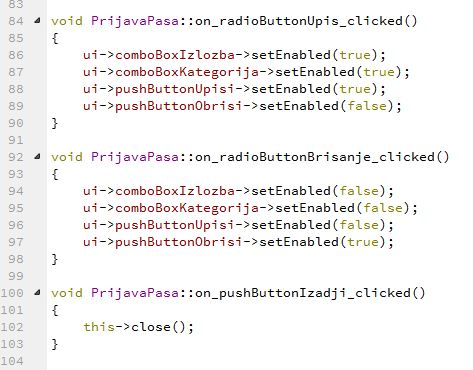 83
84 void PrijavaPasa::on_radioButtonUpis_clicked()
85 {
86     ui->comboBoxIzlozba->setEnabled(true);
87     ui->comboBoxKategorija->setEnabled(true);
88     ui->pushButtonUpisi->setEnabled(true);
89     ui->pushButtonObrisi->setEnabled(false);
90 }
91
92 void PrijavaPasa::on_radioButtonBrisanje_clicked()
93 {
94     ui->comboBoxIzlozba->setEnabled(false);
95     ui->comboBoxKategorija->setEnabled(false);
96     ui->pushButtonUpisi->setEnabled(false);
97     ui->pushButtonObrisi->setEnabled(true);
98 }
99
100 void PrijavaPasa::on_pushButtonIzadji_clicked()
101 {
102     this->close();
103 }
104